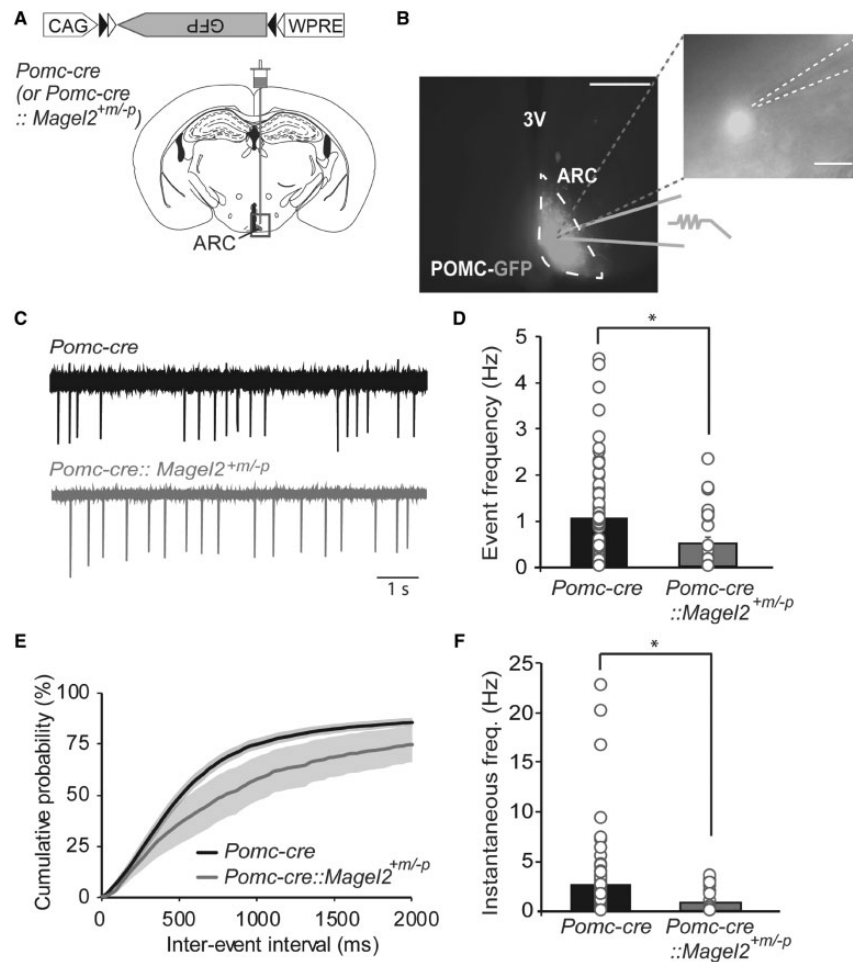 A
CAG
GFP
WPRE
Pomc-cre
(or Pomc-cre
:: Magel2+m/-p)
ARC
B
3V
ARC
POMC-GFP
C
Pomc-cre
Pomc-cre:: Magel2+m/-p
1 s
D
*
Event frequency (Hz)
5
4
3
2
1
0
Pomc-cre
Pomc-cre
::Magel2+m/-p
E
Cumulative probability (%)
100
75
50
25
0
Pomc-cre
Pomc-cre::Magel2+m/-p
0 500 1000 1500 2000
Inter-event interval (ms)
F
*
Instantaneous freq. (Hz)
25
20
15
10
5
0
Pomc-cre
Pomc-cre
::Magel2+m/-p